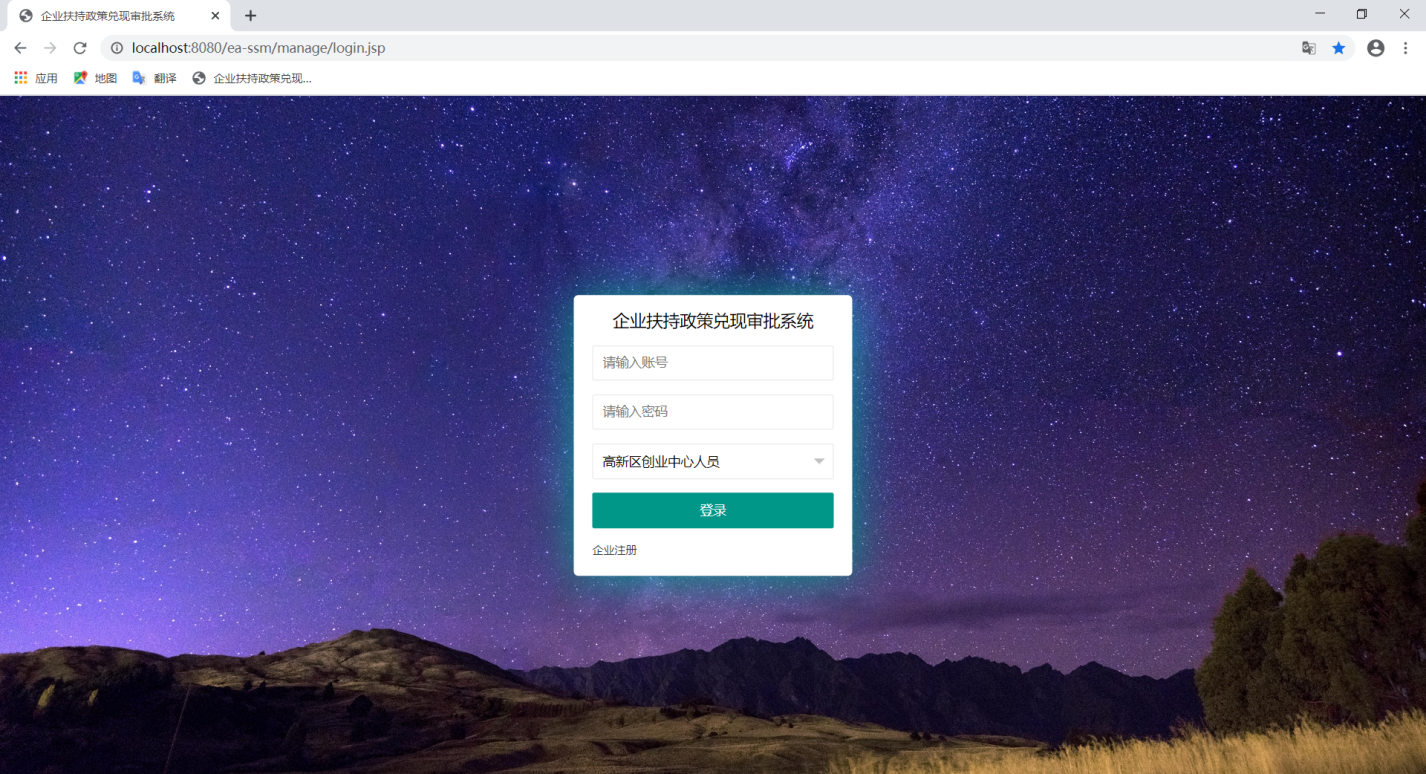 企业扶持政策兑现审批系统
localhost:8080/ea-ssm/manage/login.jsp
应用 地图 翻译 企业扶持政策兑现...
企业扶持政策兑现审批系统
请输入账号
请输入密码
高新区创业中心人员
登录
企业注册